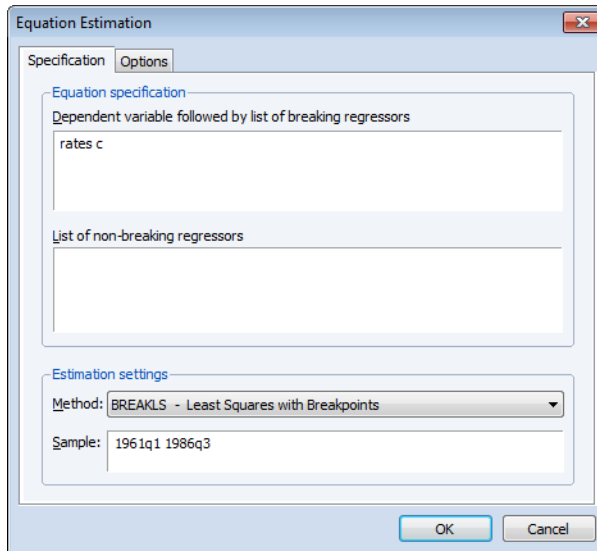 Equation Estimation
Specification
Options
Equation specification
Dependent variable followed by list of breaking regressors
rates c
List of non-breaking regressors
Estimation settings
Method: BREAKLS - Least Squares with Breakpoints
Sample: 1961q1 1986q3
OK
Cancel